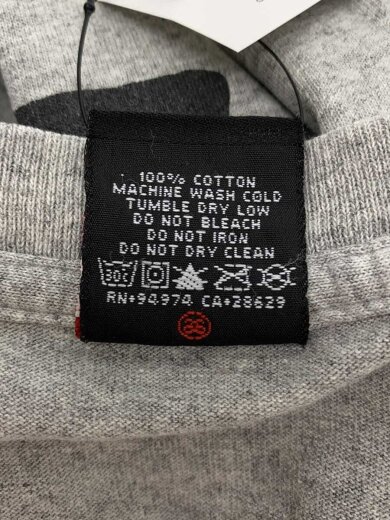 100% COTTON
MACHINE WASH COLD
TUMBLE DRY LOW
DO NOT BLEACH
DO NOT IRON
DO NOT DRY CLEAN
30°
RN•94974 CA•28629